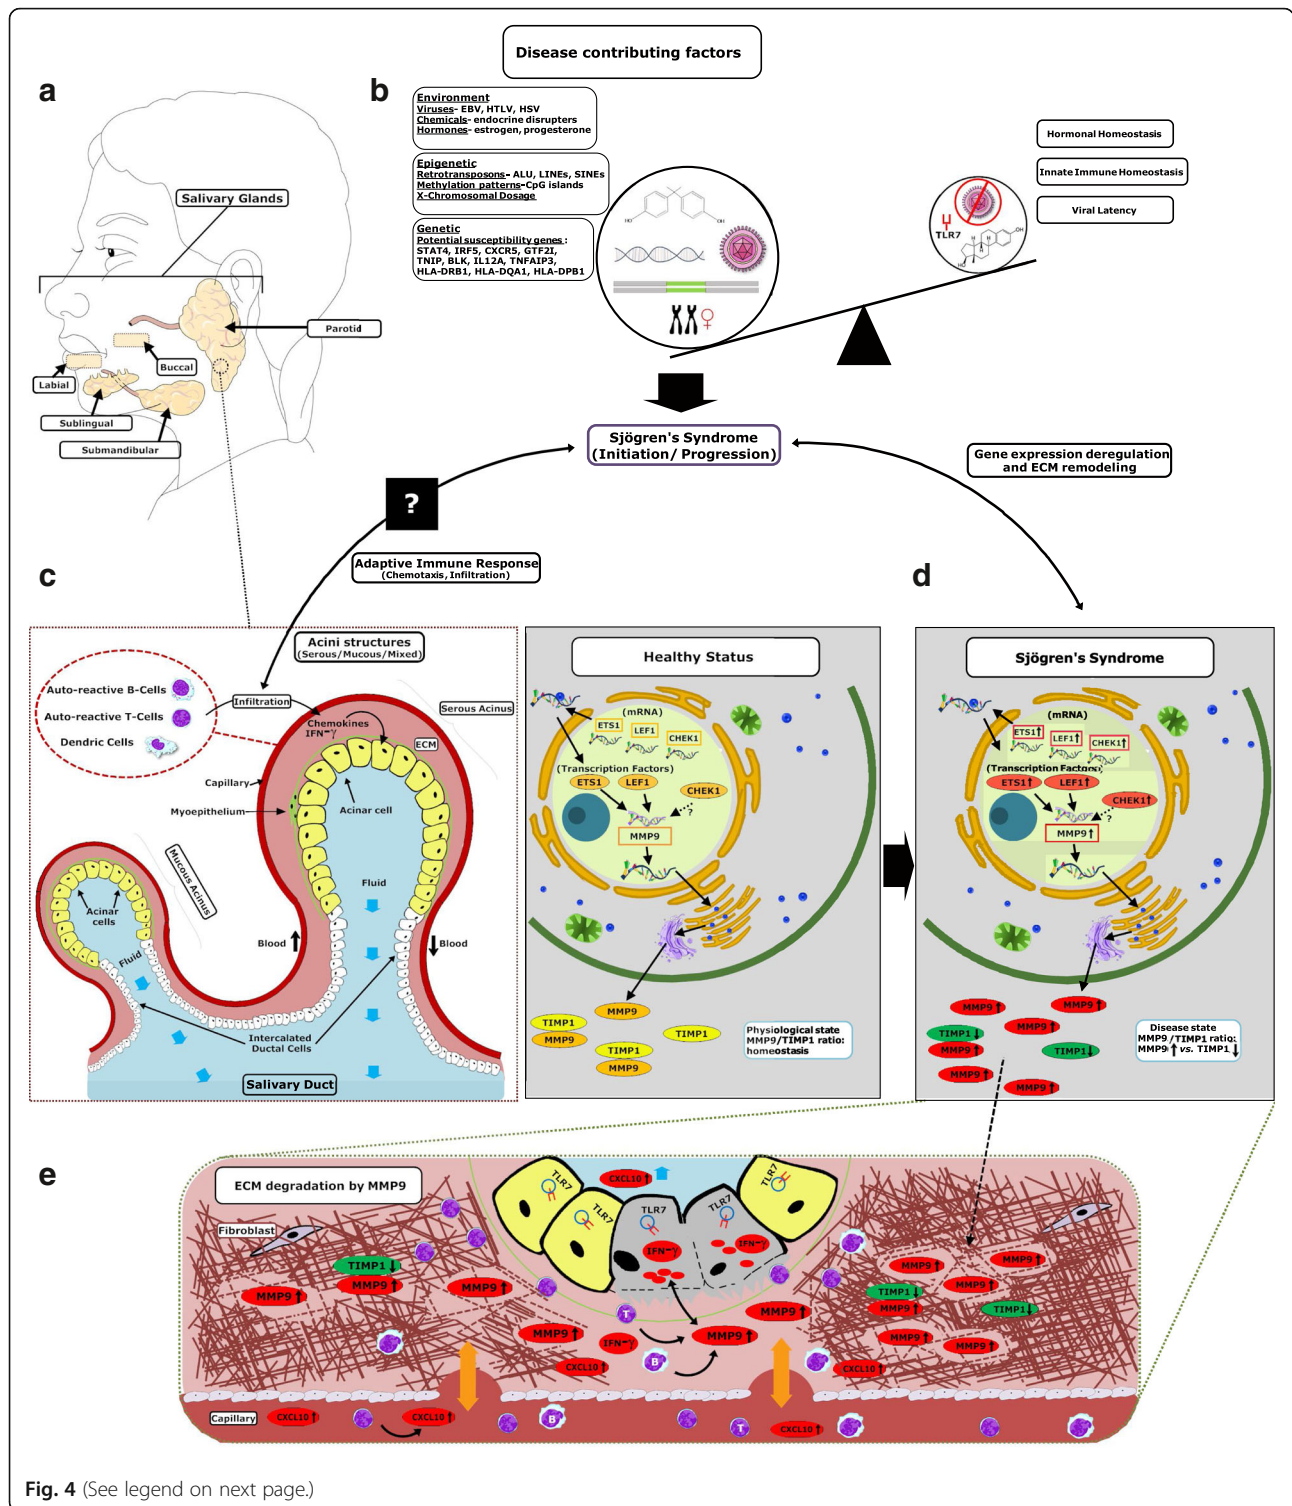 Disease contributing factors
a
Salivary Glands
Parotid
Buccal
Labial
Sublingual
Submandibular
b
Environment
Viruses- EBV, HTLV, HSV
Chemicals- endocrine disrupters
Hormones- estrogen, progesterone
Epigenetic
Retrotransposons- ALU, LINEs, SINEs
Methylation patterns-CpG islands
X-Chromosomal Dosage
Genetic
Potential susceptibility genes :
STAT4, IRF5, CXCR5, GTF2I,
TNIP, BLK, IL12A, TNFAIP3,
HLA-DRB1, HLA-DQA1, HLA-DPB1
HO
OH
TLR7
HO
OH
H
H
H
Hormonal Homeostasis
Innate Immune Homeostasis
Viral Latency
Sjögren's Syndrome
(Initiation/ Progression)
?
Adaptive Immune Response
(Chemotaxis, Infiltration)
Gene expression deregulation
and ECM remodeling
c
Acini structures
(Serous/Mucous/Mixed)
Auto-reactive B-Cells
Auto-reactive T-Cells
Dendric Cells
Infiltration
Chemokines
IFN-γ
ECM
Serous Acinus
Capillary
Myoepithelium
Acinar cell
Mucous Acinus
Acinar
cells
Fluid
Fluid
Blood
Blood
Intercalated
Ductal Cells
Salivary Duct
Healthy Status
(mRNA)
ETS1
LEF1
CHEK1
(Transcription Factors)
ETS1
LEF1
CHEK1
?
MMP9
MMP9
TIMP1
MMP9
TIMP1
TIMP1
MMP9
Physiological state
MMP9/TIMP1 ratio:
homeostasis
d
Sjögren's Syndrome
(mRNA)
ETS1↑
LEF1↑
CHEK1↑
(Transcription Factors)
ETS1↑
LEF1↑
CHEK1↑
?
MMP9↑
MMP9↑
MMP9↑
MMP9↑
TIMP1↓
MMP9↑
TIMP1↓
MMP9↑
MMP9↑
Disease state
MMP9/TIMP1 ratio:
MMP9↑ vs. TIMP1↓
e
ECM degradation by MMP9
Fibroblast
TIMP1↓
MMP9↑
MMP9↑
MMP9↑
MMP9↑
CXCL10↑
TLR7
TLR7
TLR7
TLR7
TLR7
IFN-γ
IFN-γ
T
IFN-γ
B
MMP9↑
MMP9↑
CXCL10↑
MMP9↑
MMP9↑
MMP9↑
TIMP1↓
MMP9↑
TIMP1↓
MMP9↑
MMP9↑
CXCL10↑
Capillary
CXCL10↑
CXCL10↑
B
T
CXCL10↑
Fig. 4 (See legend on next page.)